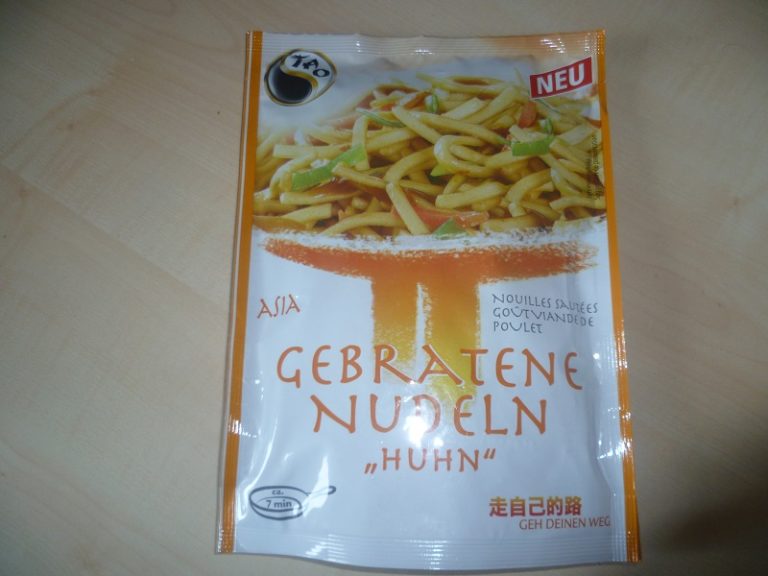 TAO
NEU
ASIA
NOUILLES SAUTÉES
GOÛT VIANDE DE
POULET
GEBRATENE
NUDELN
„HUHN“
ca.
7 min
走自己的路
GEH DEINEN WEG